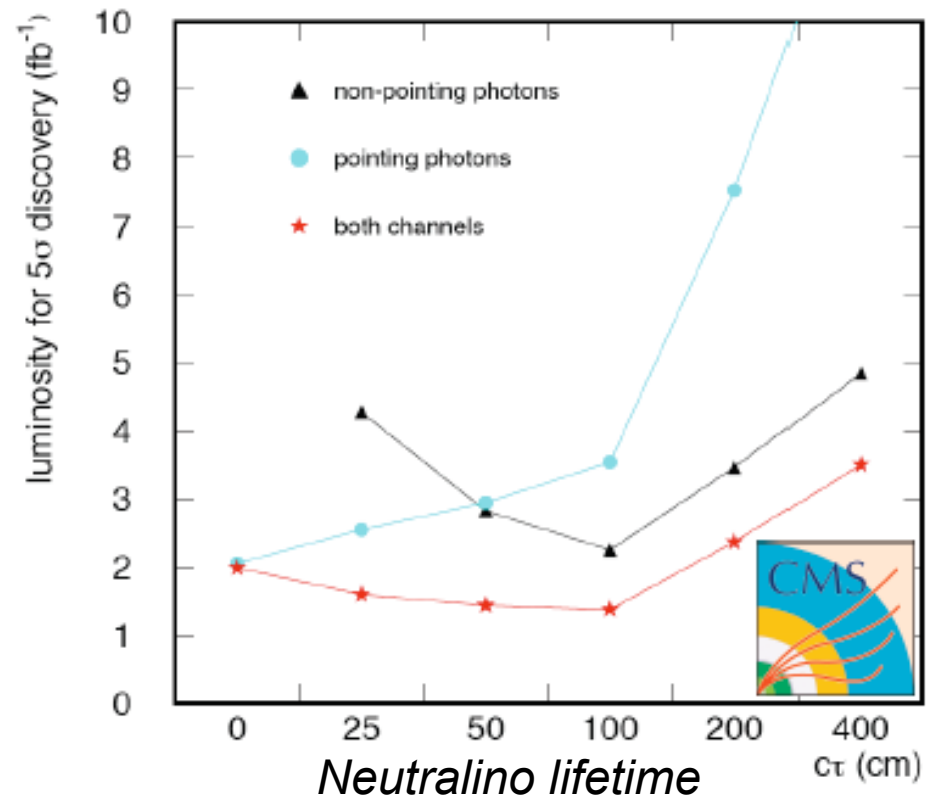 luminosity for 5σ discovery (fb⁻¹)
10
9
8
7
6
5
4
3
2
1
0
non-pointing photons
pointing photons
both channels
CMS
0 25 50 100 200 400
cτ (cm)
Neutralino lifetime